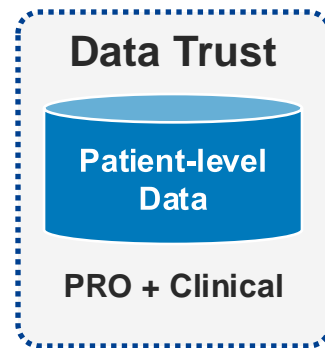 Data Trust
Patient-level
Data
PRO + Clinical